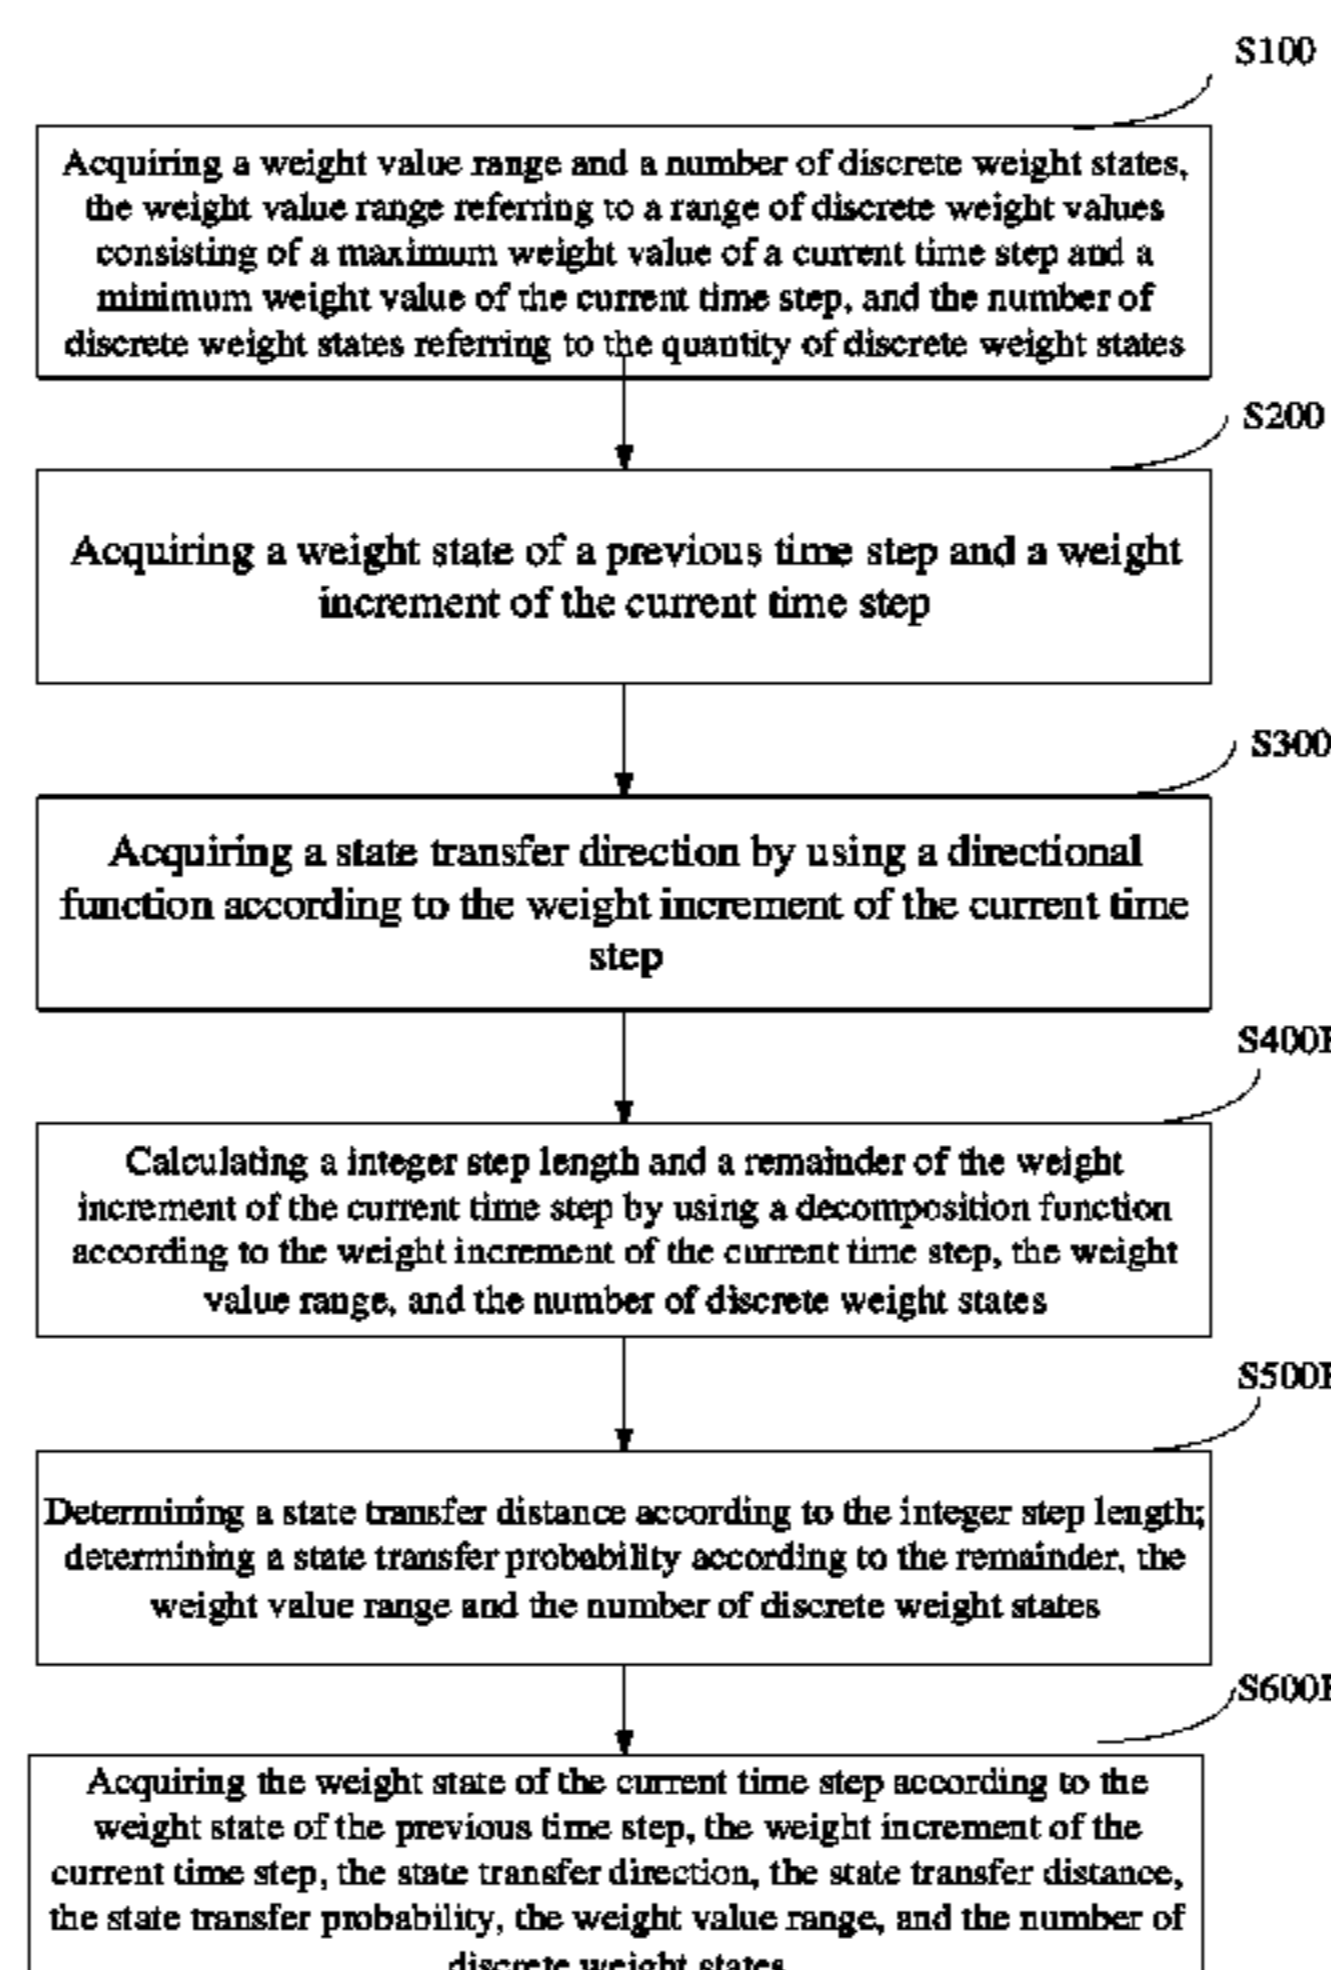 S100
Acquiring a weight value range and a number of discrete weight states,
the weight value range referring to a range of discrete weight values
consisting of a maximum weight value of a current time step and a
minimum weight value of the current time step, and the number of
discrete weight states referring to the quantity of discrete weight states
S200
Acquiring a weight state of a previous time step and a weight
increment of the current time step
S300
Acquiring a state transfer direction by using a directional
function according to the weight increment of the current time
step
S400
Calculating a integer step length and a remainder of the weight
increment of the current time step by using a decomposition function
according to the weight increment of the current time step, the weight
value range, and the number of discrete weight states
S500
Determining a state transfer distance according to the integer step length;
determining a state transfer probability according to the remainder, the
weight value range and the number of discrete weight states
S600
Acquiring the weight state of the current time step according to the
weight state of the previous time step, the weight increment of the
current time step, the state transfer direction, the state transfer distance,
the state transfer probability, the weight value range, and the number of
discrete weight states